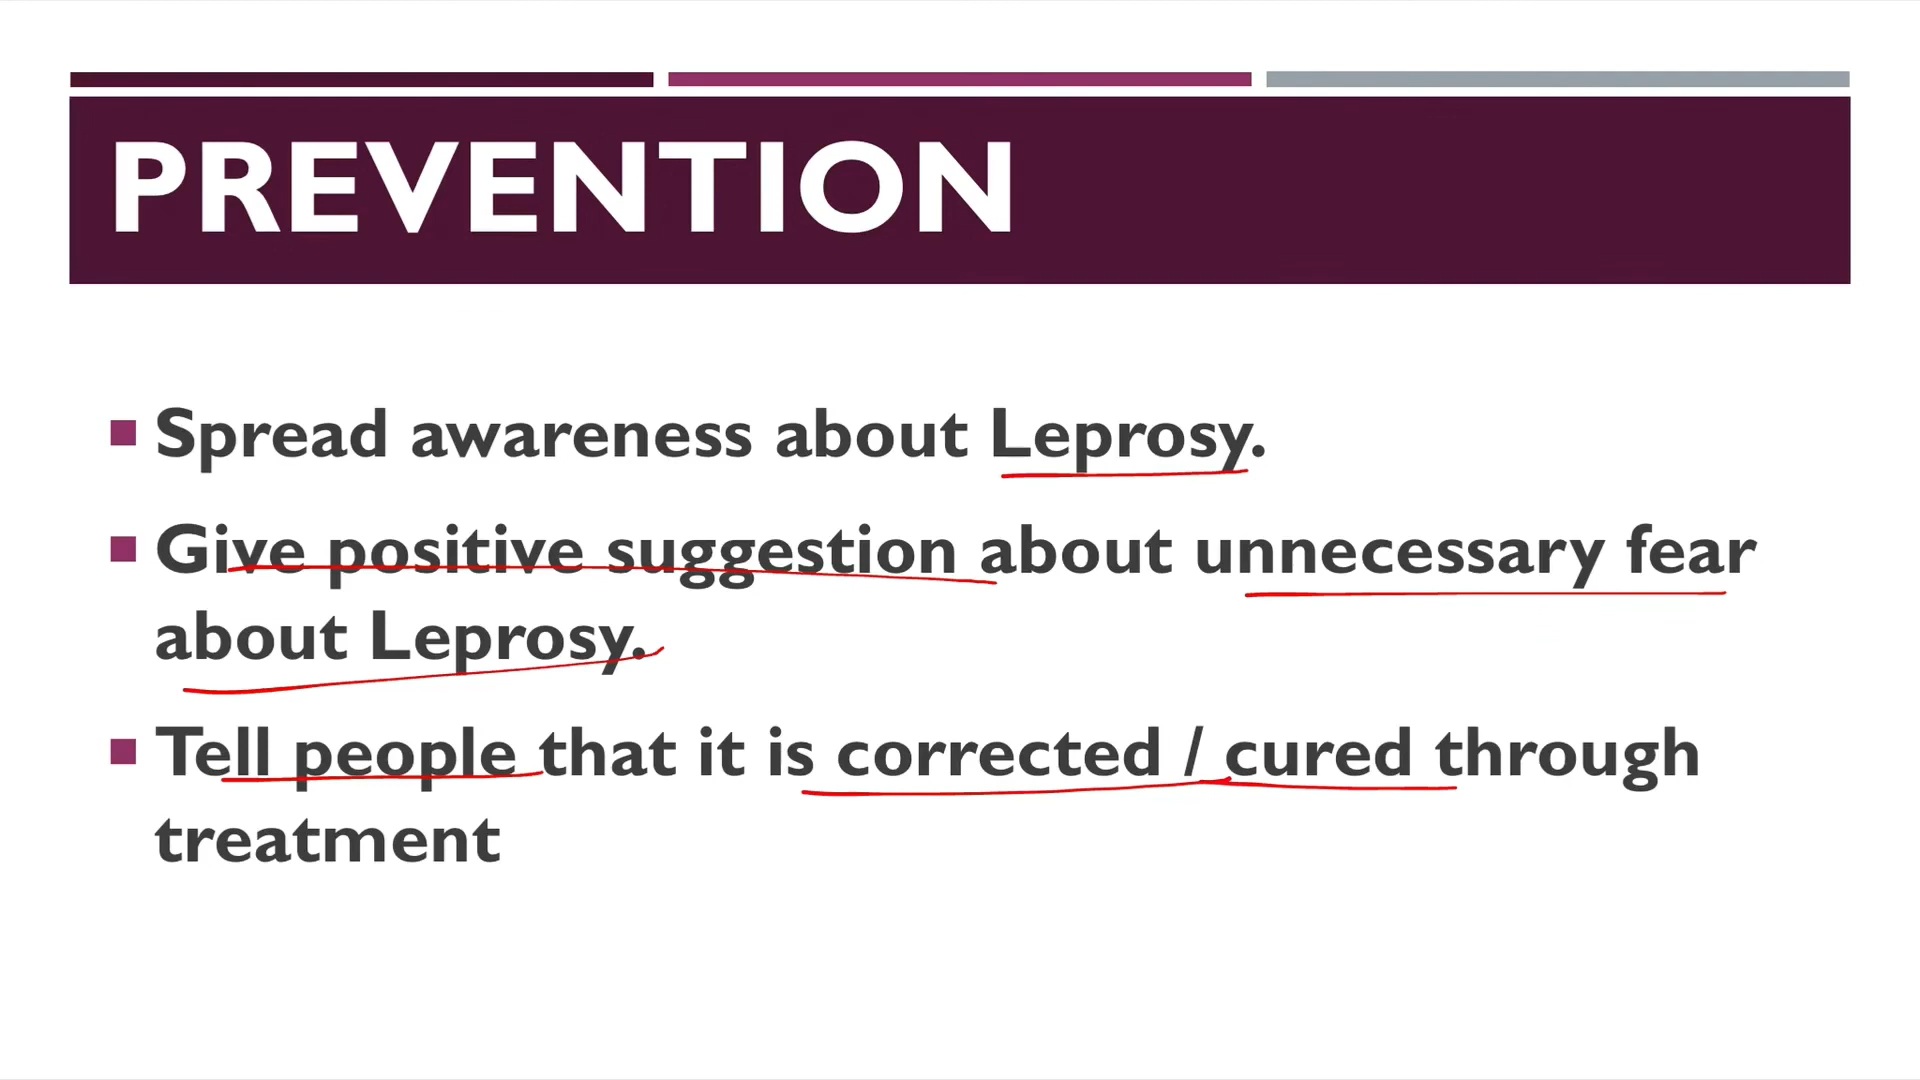 PREVENTION
Spread awareness about Leprosy.
Give positive suggestion about unnecessary fear
about Leprosy.
Tell people that it is corrected / cured through
treatment